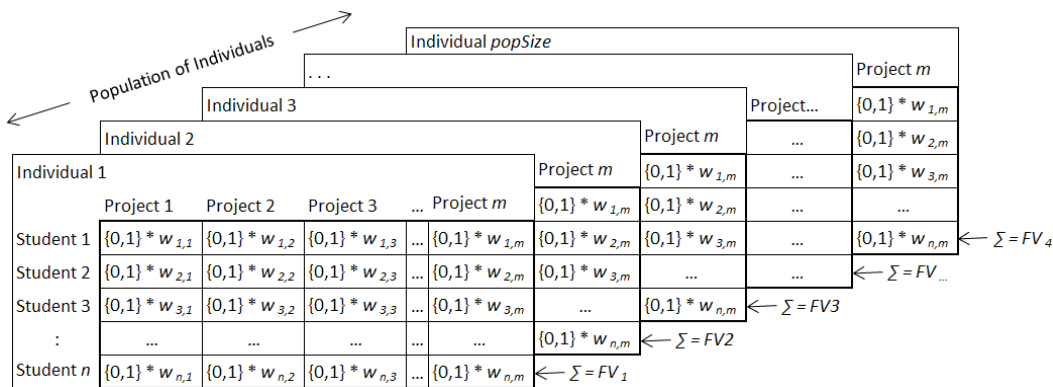 Population of Individuals
Individual popSize
. . .
Project m
Individual 3
Project...
{0,1} * w 1,m
Individual 2
Project m
...
{0,1} * w 2,m
Individual 1
Project m
{0,1} * w 1,m
...
{0,1} * w 3,m
Project 1 Project 2 Project 3 ... Project m
{0,1} * w 1,m
{0,1} * w 2,m
...
...
Student 1 {0,1} * w 1,1 {0,1} * w 1,2 {0,1} * w 1,3 ... {0,1} * w 1,m {0,1} * w 2,m {0,1} * w 3,m ... {0,1} * w n,m Σ = FV 4
Student 2 {0,1} * w 2,1 {0,1} * w 2,2 {0,1} * w 2,3 ... {0,1} * w 2,m {0,1} * w 3,m ... ... Σ = FV ...
Student 3 {0,1} * w 3,1 {0,1} * w 3,2 {0,1} * w 3,3 ... {0,1} * w 3,m ... {0,1} * w n,m Σ = FV3
: ... ... ... ... ... {0,1} * w n,m Σ = FV2
Student n {0,1} * w n,1 {0,1} * w n,2 {0,1} * w n,3 ... {0,1} * w n,m Σ = FV 1